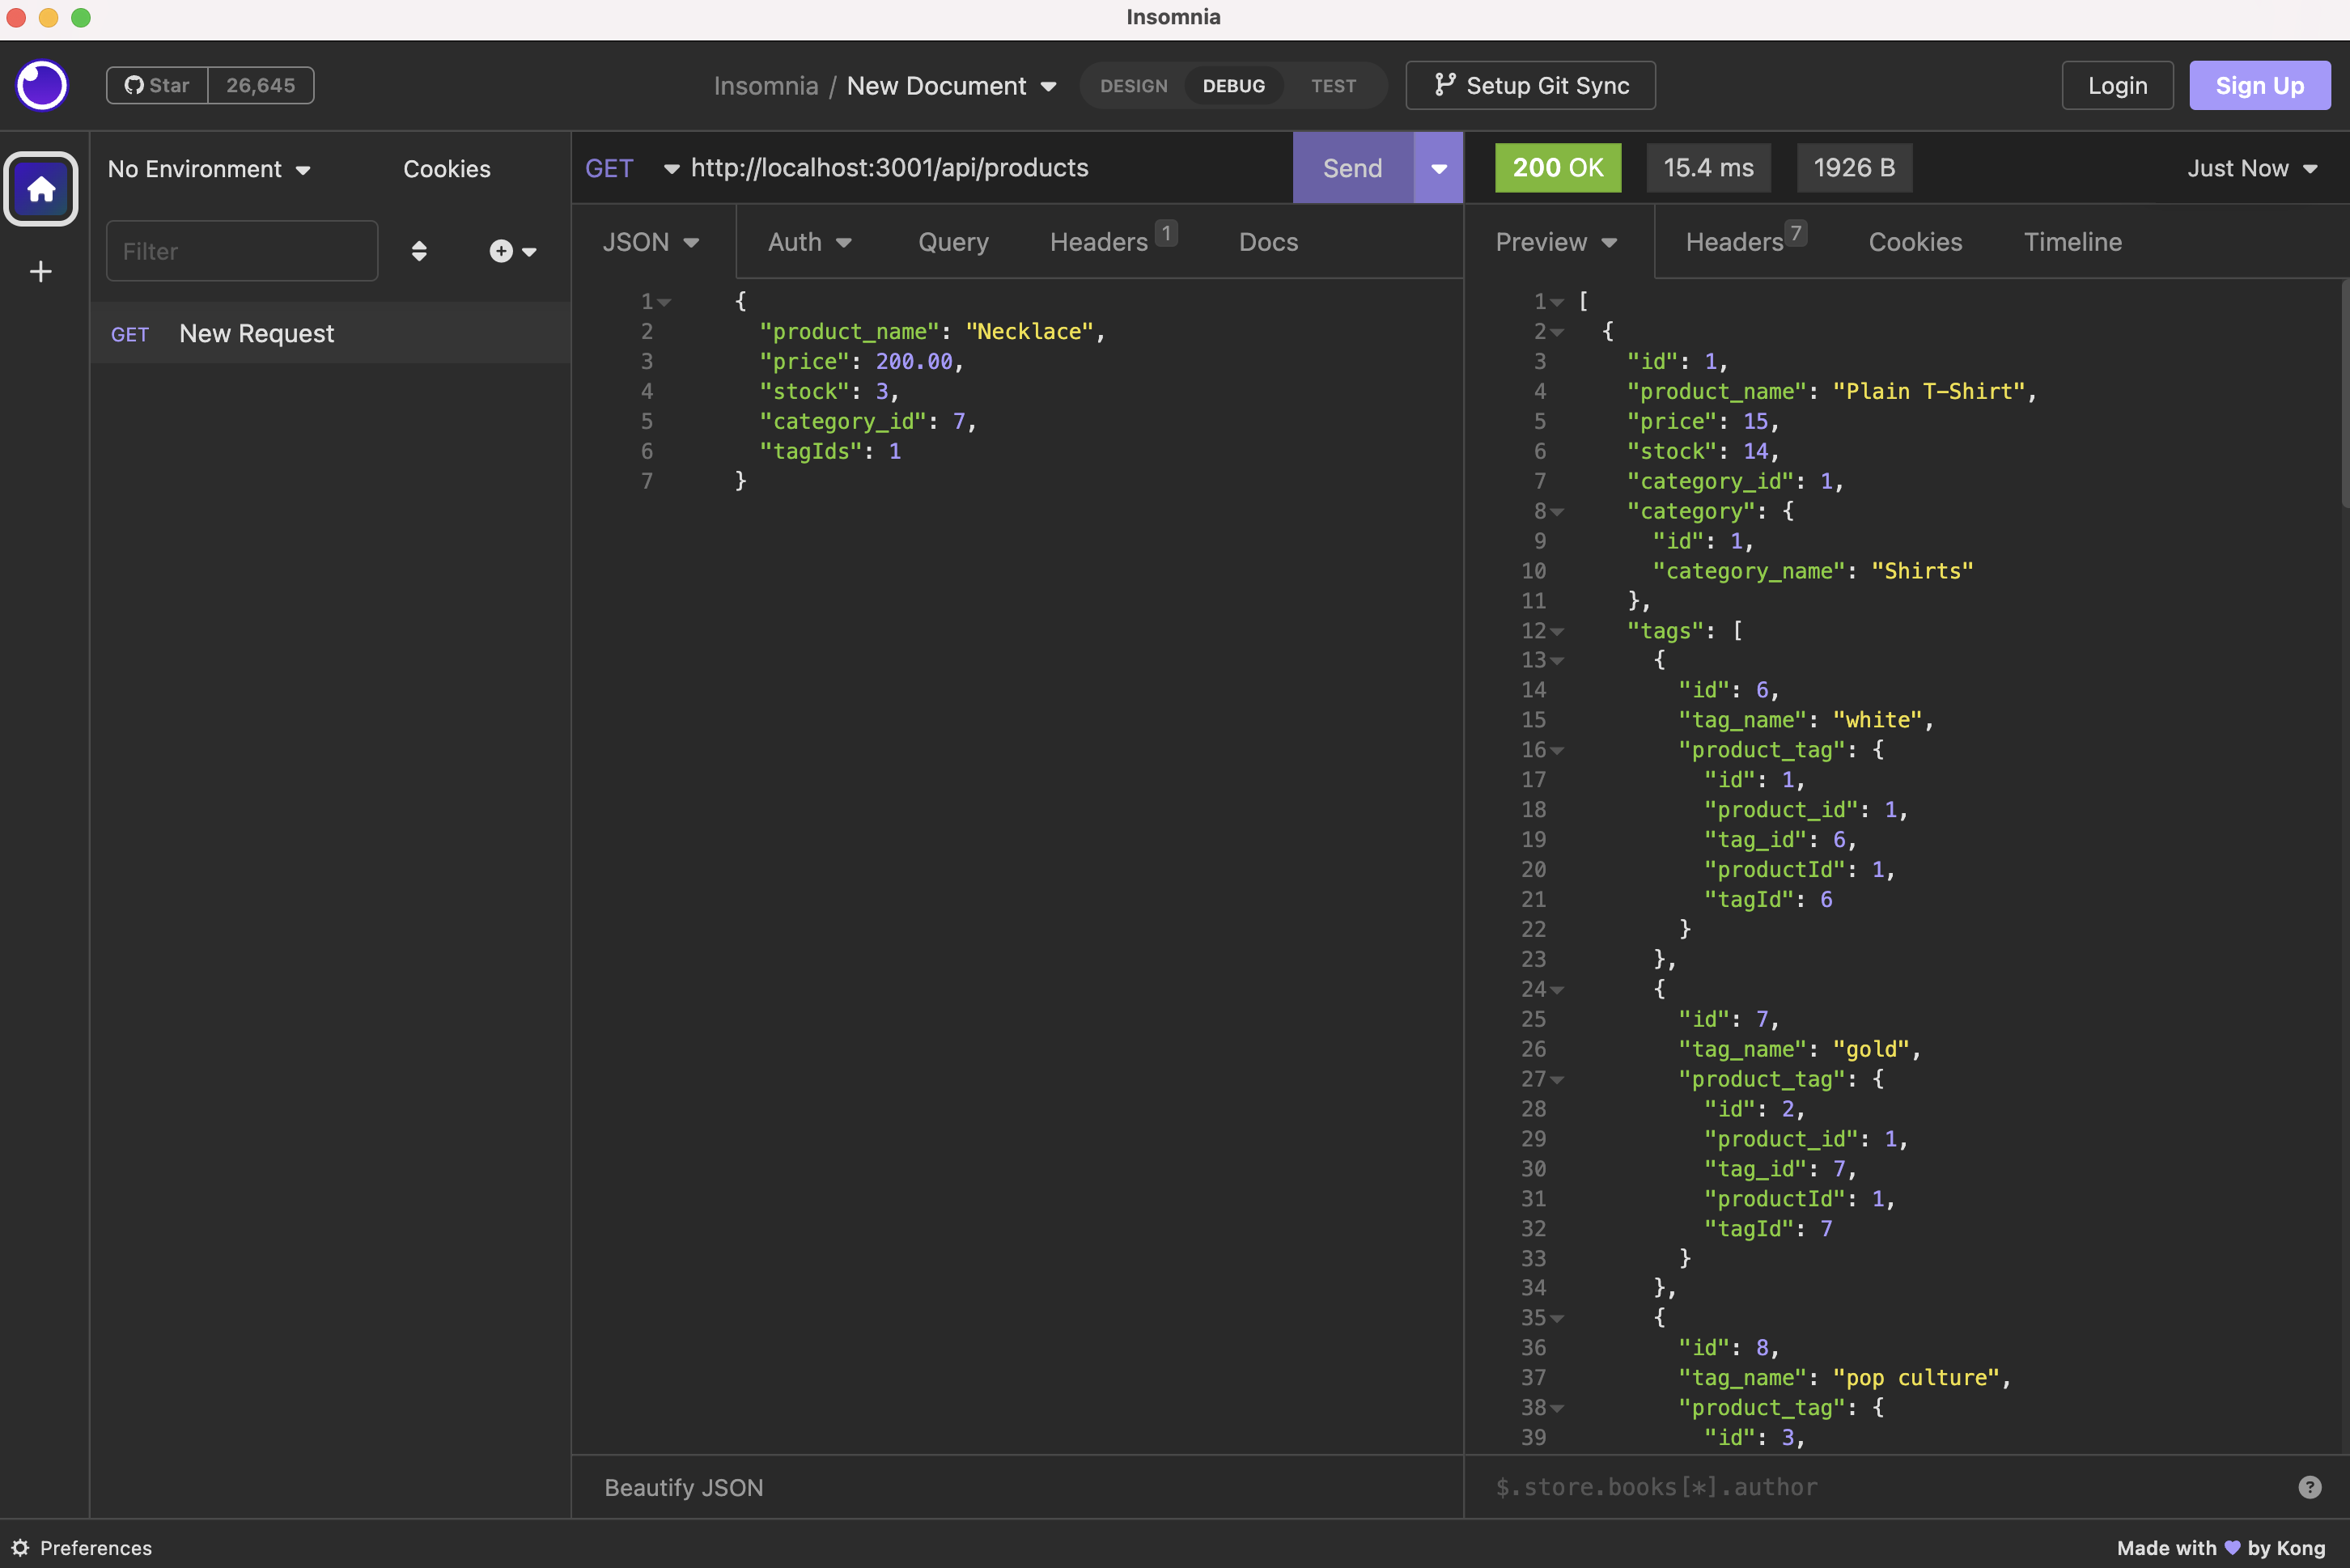 Insomnia
Star 26,645
Insomnia / New Document
DESIGN DEBUG TEST
Setup Git Sync
Login
Sign Up
No Environment
Cookies
Filter
GET New Request
GET http://localhost:3001/api/products
Send
JSON Auth Query Headers 1 Docs
1 {
2 "product_name": "Necklace",
3 "price": 200.00,
4 "stock": 3,
5 "category_id": 7,
6 "tagIds": 1
7 }
Beautify JSON
200 OK 15.4 ms 1926 B Just Now
Preview Headers 7 Cookies Timeline
1 [
2 {
3 "id": 1,
4 "product_name": "Plain T-Shirt",
5 "price": 15,
6 "stock": 14,
7 "category_id": 1,
8 "category": {
9 "id": 1,
10 "category_name": "Shirts"
11 },
12 "tags": [
13 {
14 "id": 6,
15 "tag_name": "white",
16 "product_tag": {
17 "id": 1,
18 "product_id": 1,
19 "tag_id": 6,
20 "productId": 1,
21 "tagId": 6
22 }
23 },
24 {
25 "id": 7,
26 "tag_name": "gold",
27 "product_tag": {
28 "id": 2,
29 "product_id": 1,
30 "tag_id": 7,
31 "productId": 1,
32 "tagId": 7
33 }
34 },
35 {
36 "id": 8,
37 "tag_name": "pop culture",
38 "product_tag": {
39 "id": 3,
$.store.books[*].author
?
Preferences
Made with 💜 by Kong